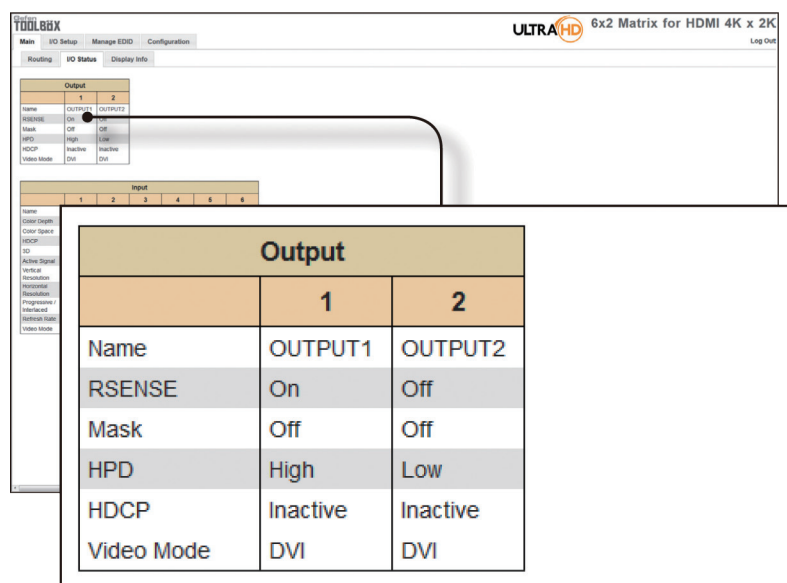 Gefen
TOOLBOX
ULTRA HD
6x2 Matrix for HDMI 4K x 2K
Main I/O Setup Manage EDID Configuration
Log Out
Routing I/O Status Display Info
Output
1 2
Name OUTPUT1 OUTPUT2
RSENSE On Off
Mask Off Off
HPD High Low
HDCP Inactive Inactive
Video Mode DVI DVI
Input
1 2 3 4 5 6
Name
Color Depth
Color Space
HDCP
3D
Active Signal
Vertical
Resolution
Horizontal
Resolution
Progressive /
Interlaced
Refresh Rate
Video Mode
Output
1 2
Name OUTPUT1 OUTPUT2
RSENSE On Off
Mask Off Off
HPD High Low
HDCP Inactive Inactive
Video Mode DVI DVI